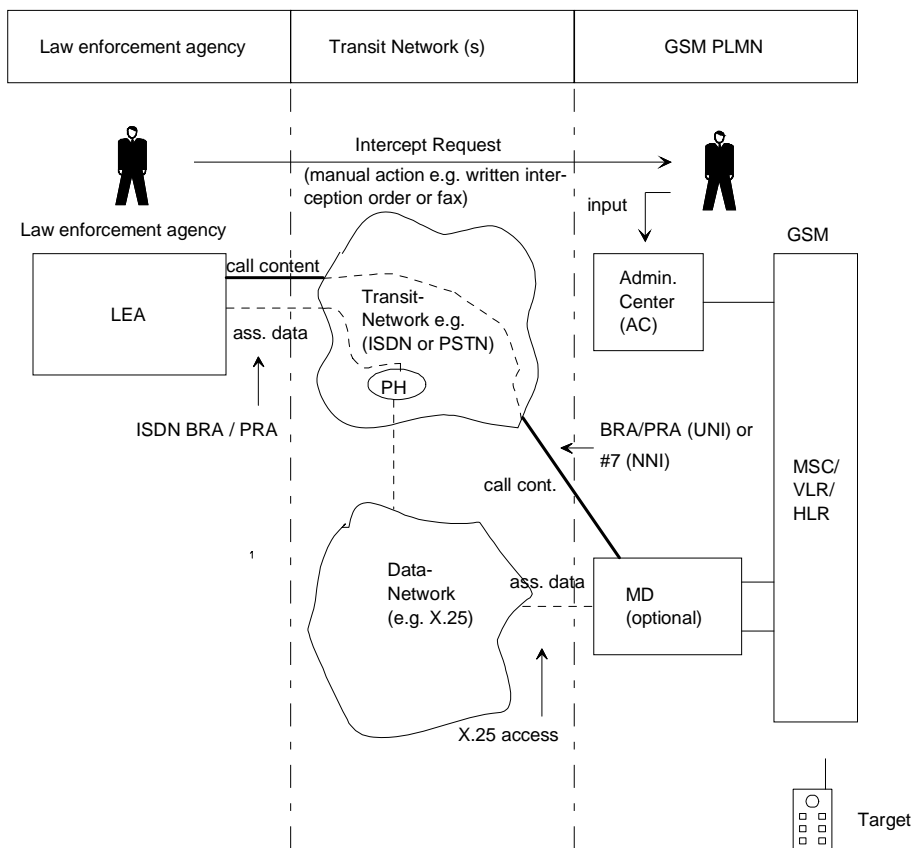 Law enforcement agency
Transit Network (s)
GSM PLMN
Intercept Request
(manual action e.g. written inter-
ception order or fax)
input
Law enforcement agency
GSM
call content
LEA
ass. data
Transit-
Network e.g.
(ISDN or PSTN)
Admin.
Center
(AC)
PH
ISDN BRA / PRA
BRA/PRA (UNI) or
#7 (NNI)
call cont.
MSC/
VLR/
HLR
1
Data-
Network
(e.g. X.25)
ass. data
MD
(optional)
X.25 access
Target